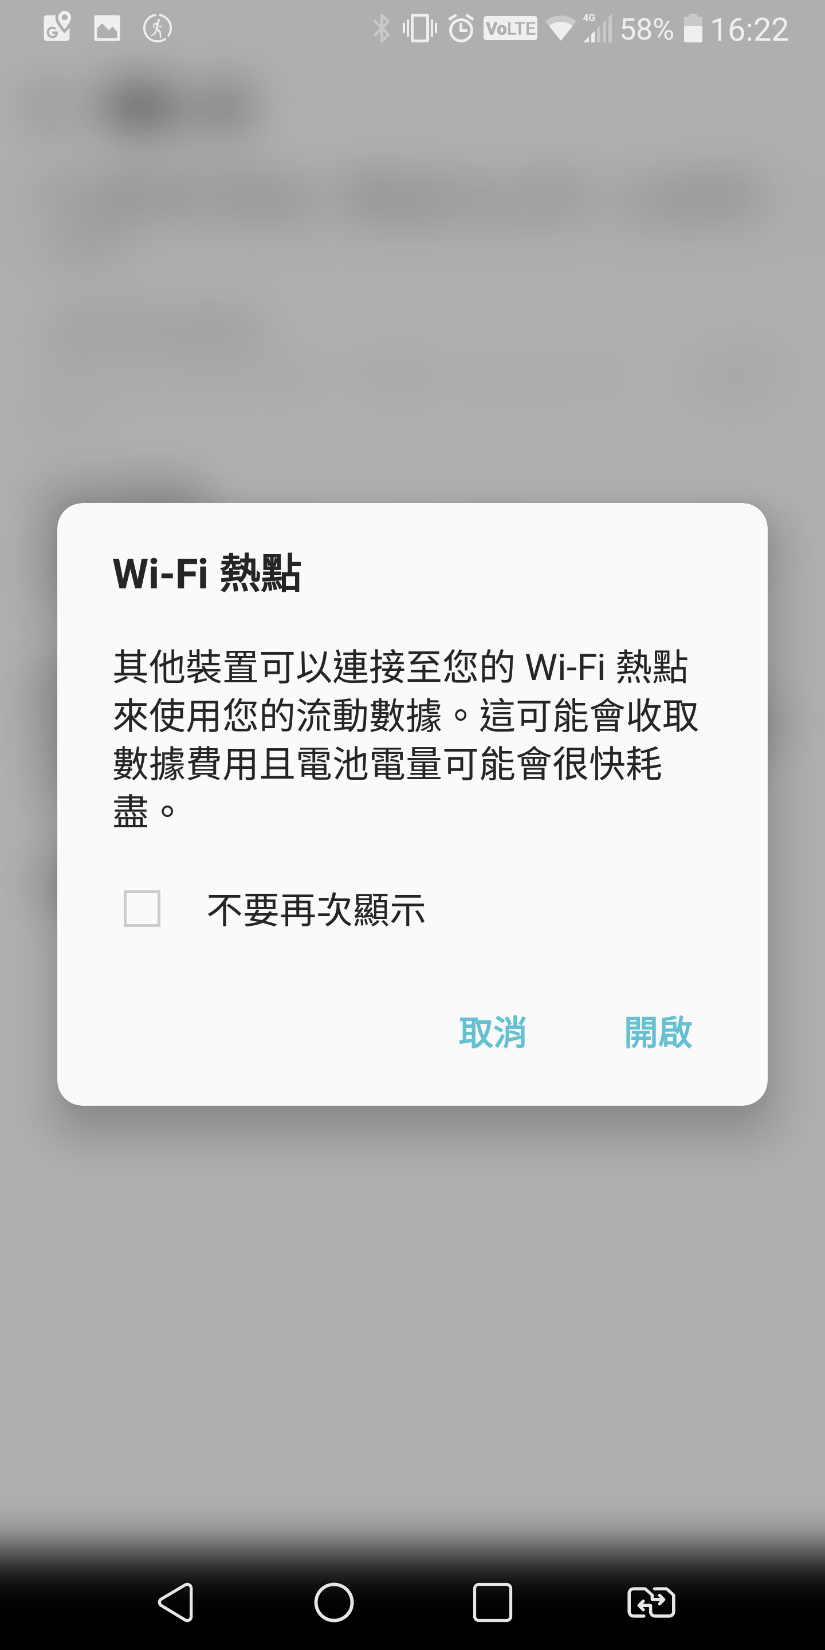 VoLTE 4G 58% 16:22
Wi-Fi 熱點
其他裝置可以連接至您的 Wi-Fi 熱點
來使用您的流動數據。這可能會收取
數據費用且電池電量可能會很快耗
盡。
不要再次顯示
取消 開啟